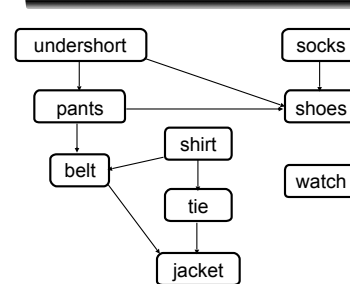 undershort
socks
pants
shoes
shirt
belt
watch
tie
jacket